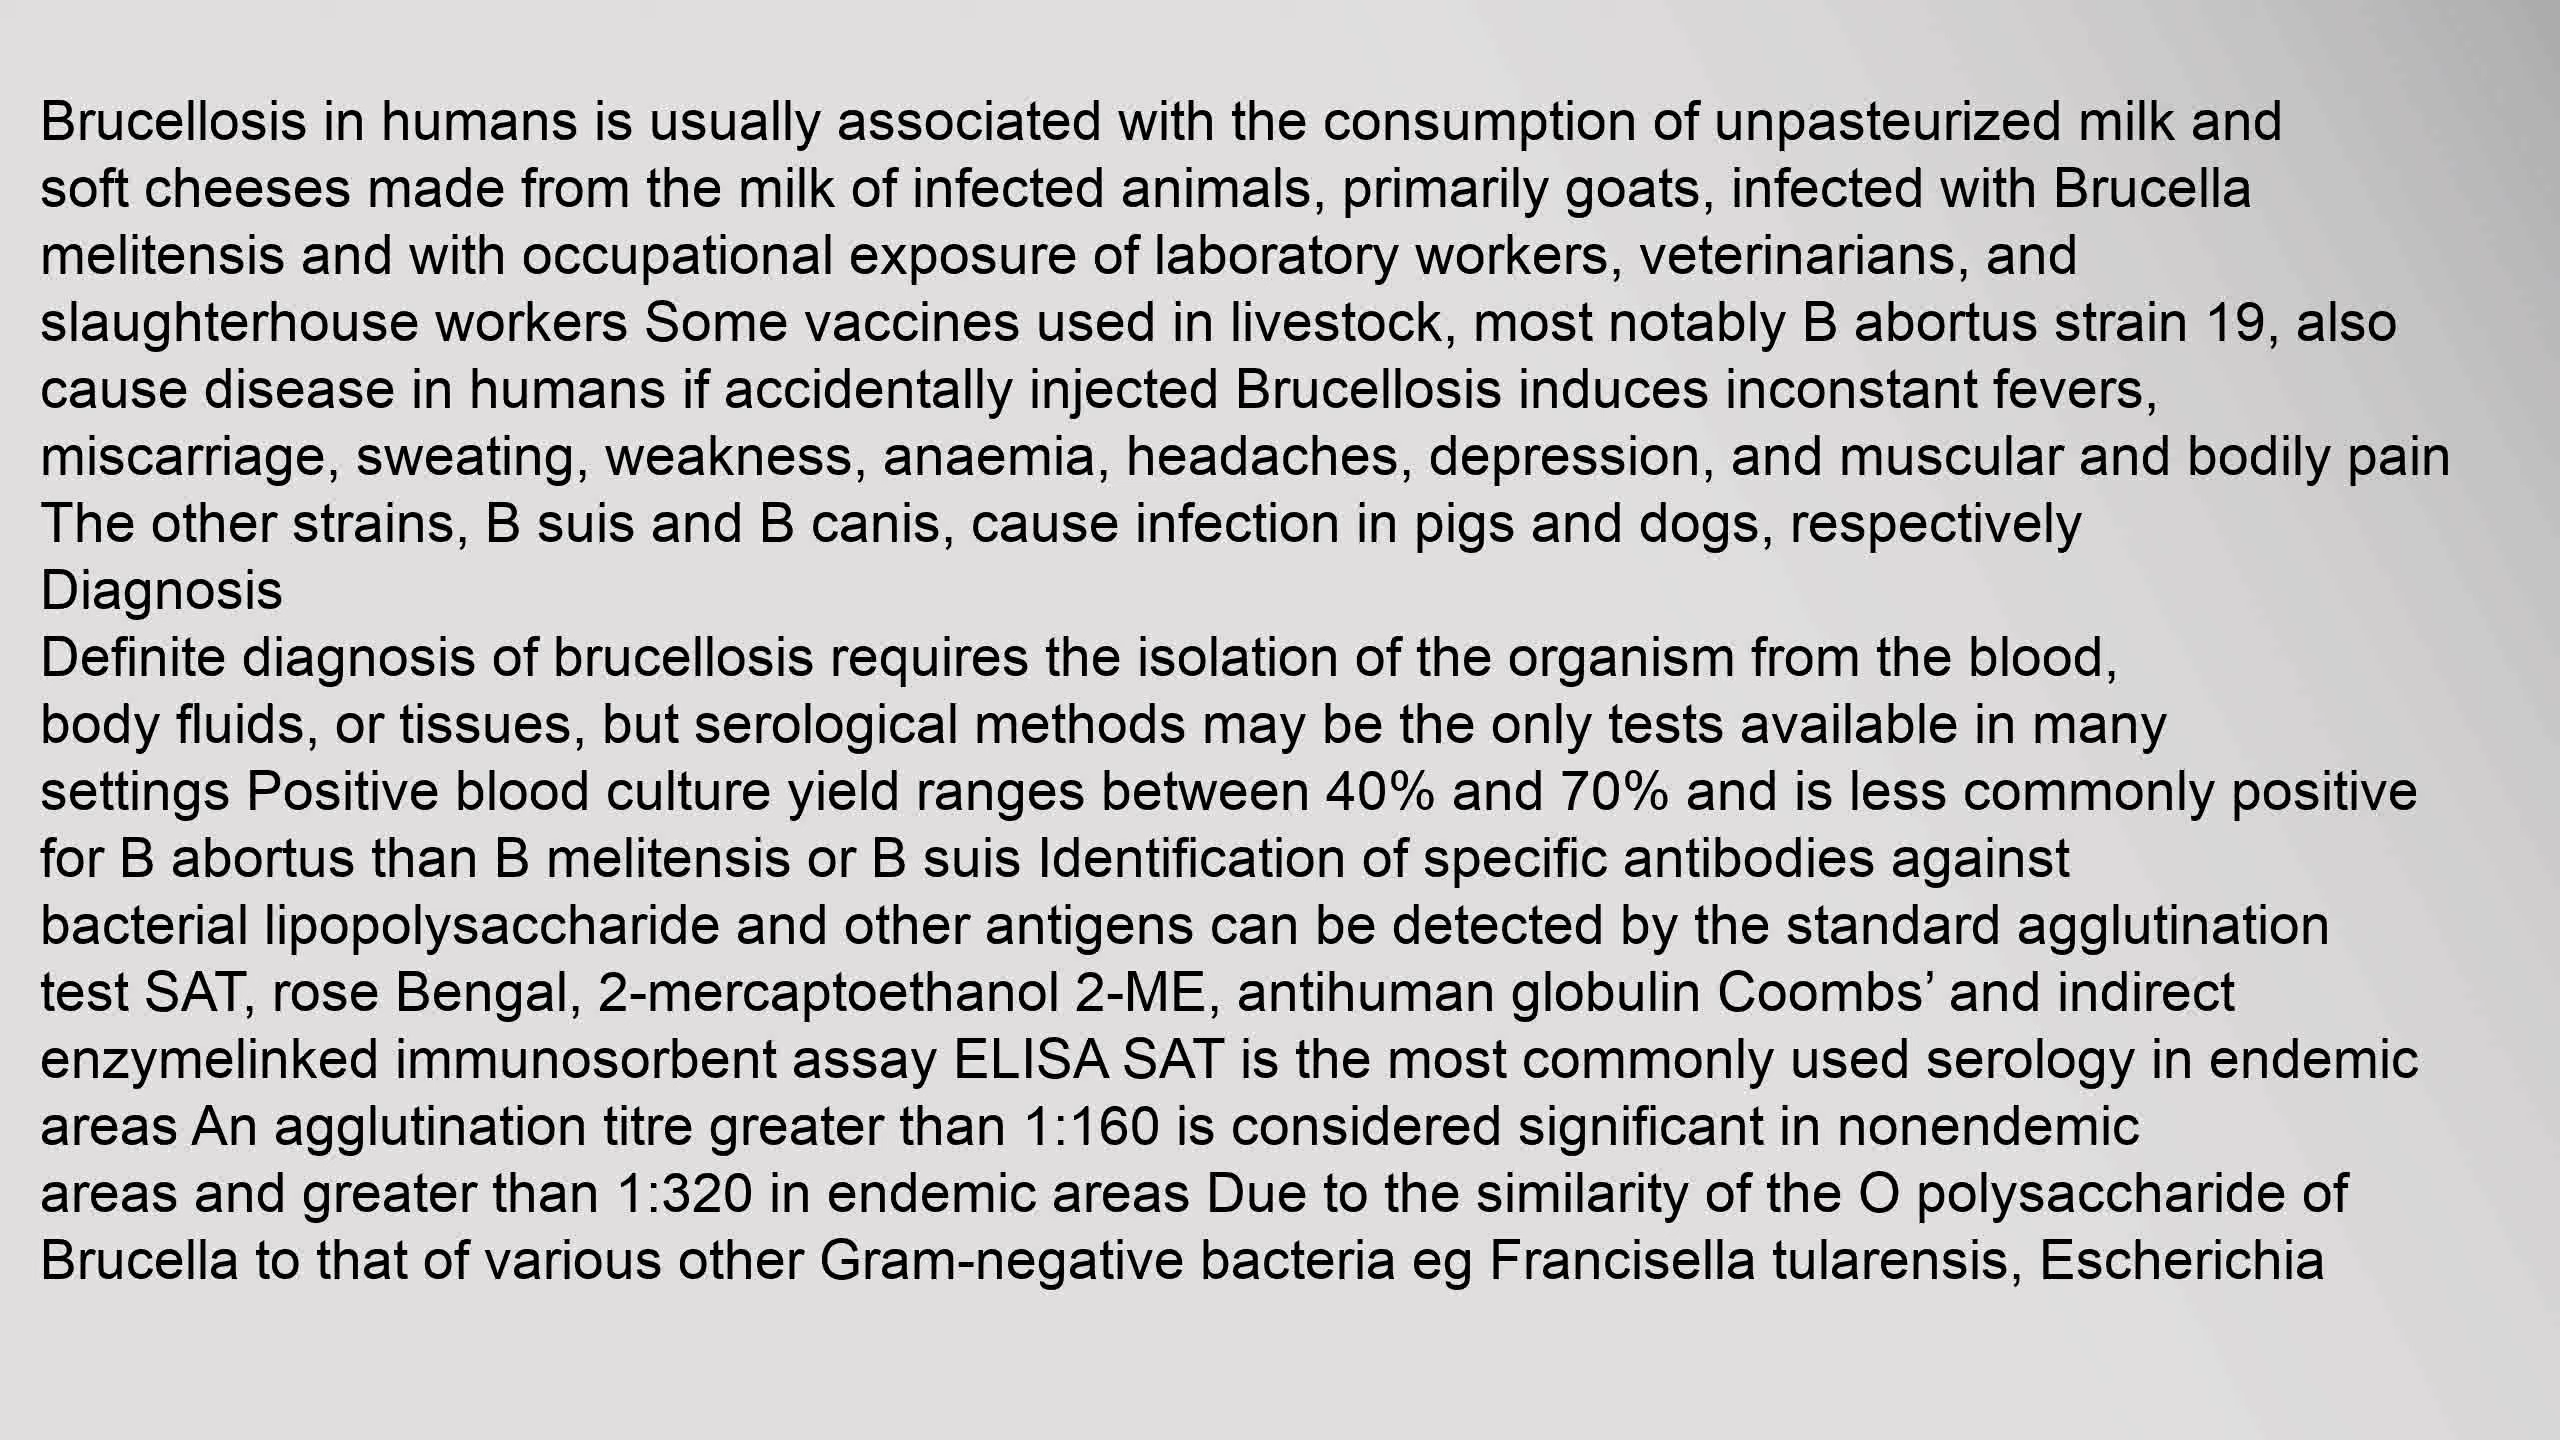 Brucellosis in humans is usually associated with the consumption of unpasteurized milk and
soft cheeses made from the milk of infected animals, primarily goats, infected with Brucella
melitensis and with occupational exposure of laboratory workers, veterinarians, and
slaughterhouse workers Some vaccines used in livestock, most notably B abortus strain 19, also
cause disease in humans if accidentally injected Brucellosis induces inconstant fevers,
miscarriage, sweating, weakness, anaemia, headaches, depression, and muscular and bodily pain
The other strains, B suis and B canis, cause infection in pigs and dogs, respectively
Diagnosis
Definite diagnosis of brucellosis requires the isolation of the organism from the blood,
body fluids, or tissues, but serological methods may be the only tests available in many
settings Positive blood culture yield ranges between 40% and 70% and is less commonly positive
for B abortus than B melitensis or B suis Identification of specific antibodies against
bacterial lipopolysaccharide and other antigens can be detected by the standard agglutination
test SAT, rose Bengal, 2-mercaptoethanol 2-ME, antihuman globulin Coombs’ and indirect
enzymelinked immunosorbent assay ELISA SAT is the most commonly used serology in endemic
areas An agglutination titre greater than 1:160 is considered significant in nonendemic
areas and greater than 1:320 in endemic areas Due to the similarity of the O polysaccharide of
Brucella to that of various other Gram-negative bacteria eg Francisella tularensis, Escherichia